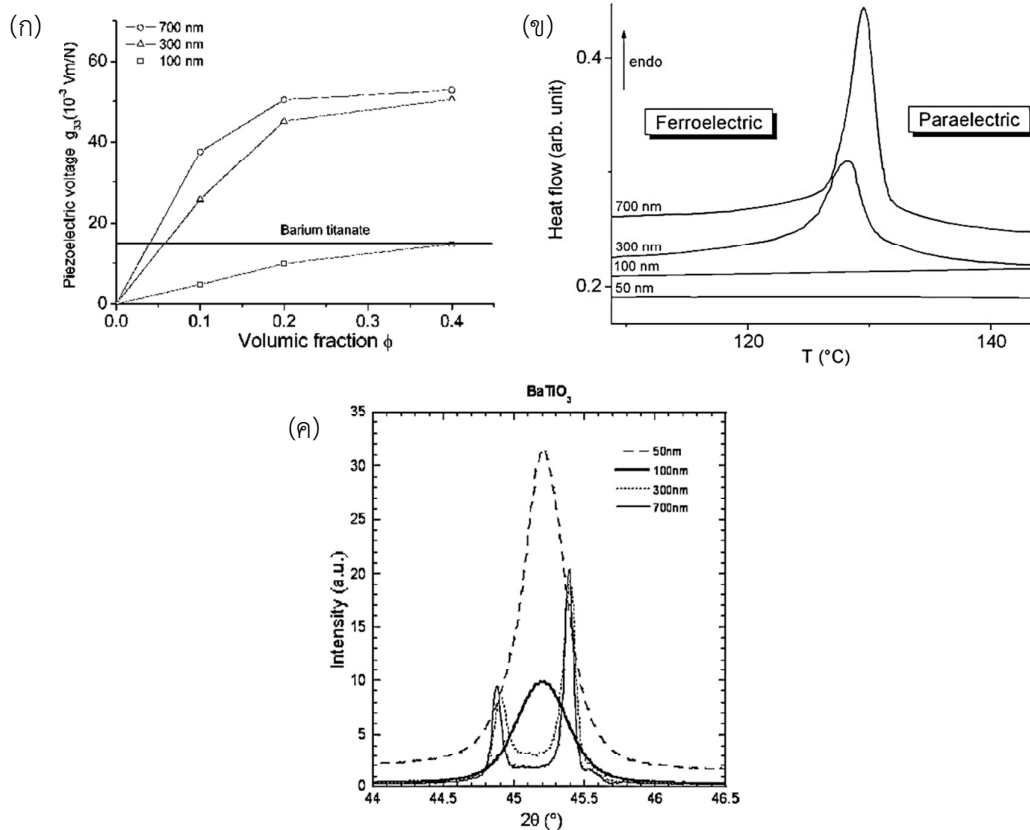 (ก)
700 nm
300 nm
100 nm
60
40
20
0
Barium titanate
0.0 0.1 0.2 0.3 0.4
Volumic fraction ϕ
Piezoelectric voltage g33(10⁻³ Vm/N)
(ข)
0.4
0.2
endo
Ferroelectric Paraelectric
700 nm
300 nm
100 nm
50 nm
120 140
T (°C)
Heat flow (arb. unit)
(ค)
BaTiO3
35
30
25
20
15
10
5
0
50nm
100nm
300nm
700nm
44 44.5 45 45.5 46 46.5
2θ (°)
Intensity (a.u.)